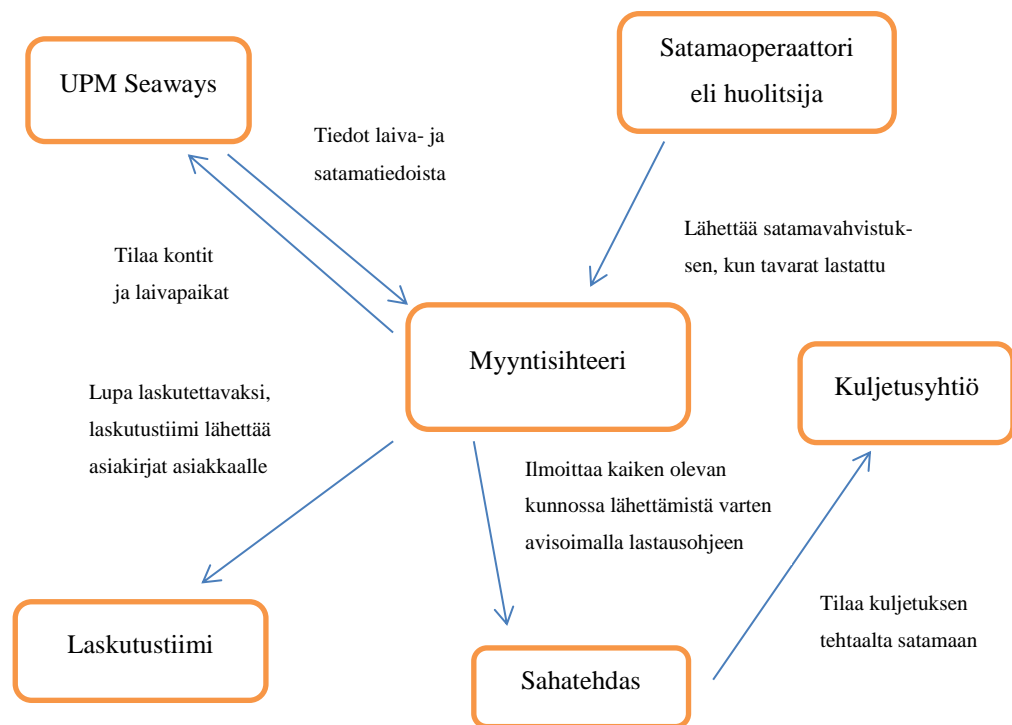 UPM Seaways
Satamaoperaattori
eli huolitsija
Tiedot laiva- ja
satamatiedoista
Lähettää satamavahvistuk-
sen, kun tavarat lastattu
Tilaa kontit
ja laivapaikat
Myyntisihteeri
Kuljetusyhtiö
Lupa laskutettavaksi,
laskutustiimi lähettää
asiakirjat asiakkaalle
Ilmoittaa kaiken olevan
kunnossa lähettämistä varten
avisoimalla lastausohjeen
Tilaa kuljetuksen
tehtaalta satamaan
Laskutustiimi
Sahatehdas